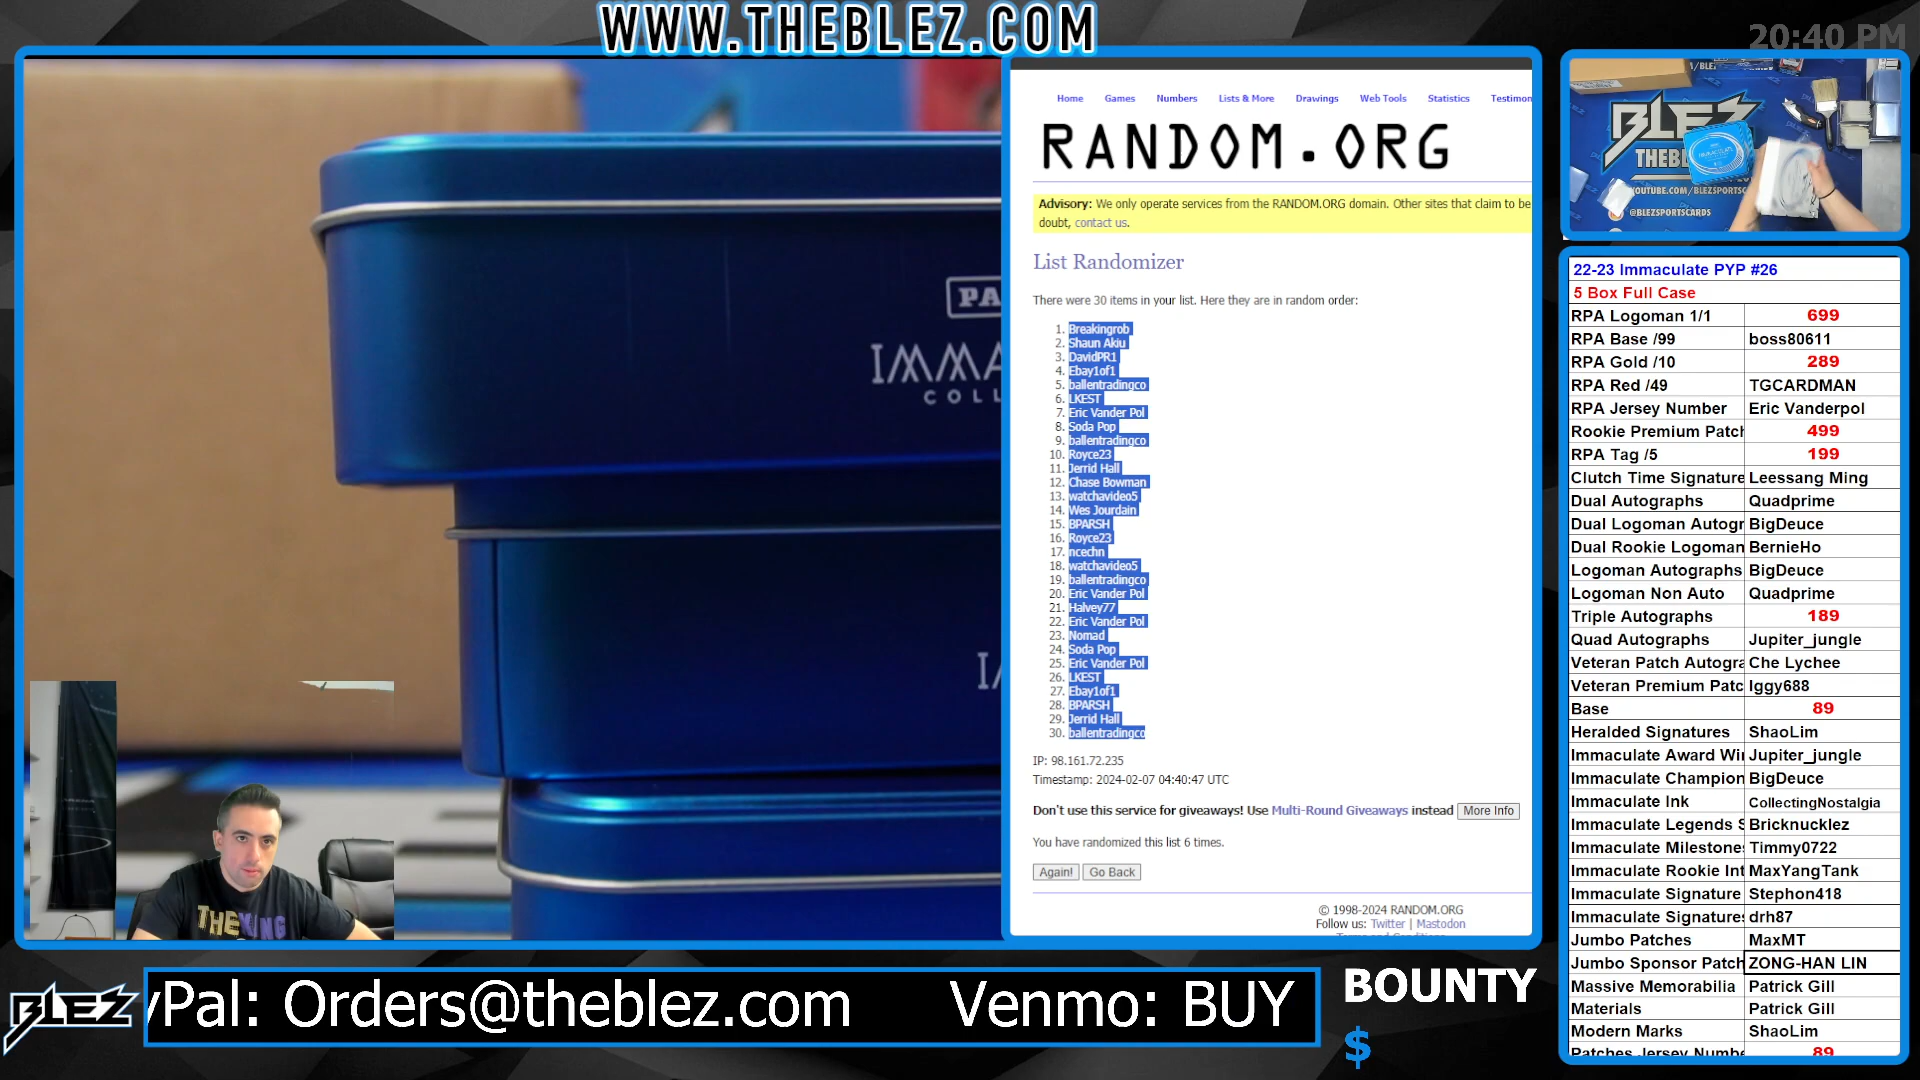 WWW.THEBLEZ.COM
20:40 PM
PA
IMMA
COLL
I
Home Games Numbers Lists & More Drawings Web Tools Statistics Testimon
RANDOM.ORG
Advisory: We only operate services from the RANDOM.ORG domain. Other sites that claim to be
doubt, contact us.
List Randomizer
There were 30 items in your list. Here they are in random order:
1. Breakingrob
2. Shaun Akiu
3. DavidPR1
4. Ebay1of1
5. ballentradingco
6. LKEST
7. Eric Vander Pol
8. Soda Pop
9. ballentradingco
10. Royce23
11. Jerrid Hall
12. Chase Bowman
13. watchavideo5
14. Wes Jourdain
15. BPARSH
16. Royce23
17. ncechn
18. watchavideo5
19. ballentradingco
20. Eric Vander Pol
21. Halvey77
22. Eric Vander Pol
23. Nomad
24. Soda Pop
25. Eric Vander Pol
26. LKEST
27. Ebay1of1
28. BPARSH
29. Jerrid Hall
30. ballentradingco
IP: 98.161.72.235
Timestamp: 2024-02-07 04:40:47 UTC
Don't use this service for giveaways! Use Multi-Round Giveaways instead More Info
You have randomized this list 6 times.
Again! Go Back
© 1998-2024 RANDOM.ORG
Follow us: Twitter | Mastodon
Terms and Conditions
BLEZ
THEBL
YOUTUBE.COM/BLEZSPORTSC
@BLEZSPORTSCARDS
22-23 Immaculate PYP #26
5 Box Full Case
RPA Logoman 1/1 699
RPA Base /99 boss80611
RPA Gold /10 289
RPA Red /49 TGCARDMAN
RPA Jersey Number Eric Vanderpol
Rookie Premium Patch 499
RPA Tag /5 199
Clutch Time Signature Leessang Ming
Dual Autographs Quadprime
Dual Logoman Autogr BigDeuce
Dual Rookie Logoman BernieHo
Logoman Autographs BigDeuce
Logoman Non Auto Quadprime
Triple Autographs 189
Quad Autographs Jupiter_jungle
Veteran Patch Autogra Che Lychee
Veteran Premium Patc Iggy688
Base 89
Heralded Signatures ShaoLim
Immaculate Award Wi Jupiter_jungle
Immaculate Champion BigDeuce
Immaculate Ink CollectingNostalgia
Immaculate Legends S Bricknucklez
Immaculate Milestone Timmy0722
Immaculate Rookie Int MaxYangTank
Immaculate Signature Stephon418
Immaculate Signatures drh87
Jumbo Patches MaxMT
Jumbo Sponsor Patch ZONG-HAN LIN
Massive Memorabilia Patrick Gill
Materials Patrick Gill
Modern Marks ShaoLim
Patches Jersey Numbe 89
BLEZ
yPal: Orders@theblez.com Venmo: BUY
BOUNTY
$